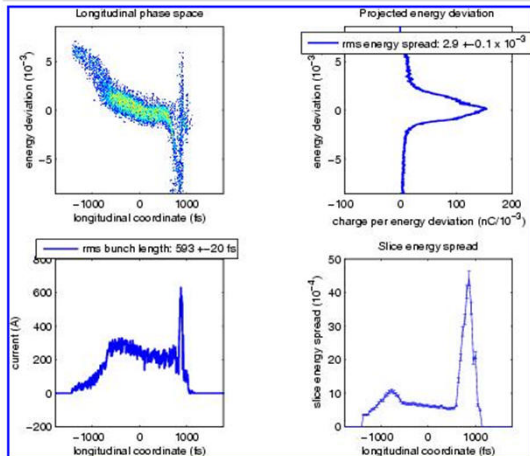 Longitudinal phase space
energy deviation (10⁻³)
5
0
−5
−1000 0 1000
longitudinal coordinate (fs)
Projected energy deviation
rms energy spread: 2.9 +−0.1 x 10⁻³
energy deviation (10⁻³)
5
0
−5
−100 0 100 200
charge per energy deviation (nC/10⁻³)
rms bunch length: 593 +−20 fs
current (A)
800
600
400
200
0
−200
−1000 0 1000
longitudinal coordinate (fs)
Slice energy spread
slice energy spread (10⁻⁴)
50
40
30
20
10
0
−1000 0 1000
longitudinal coordinate (fs)